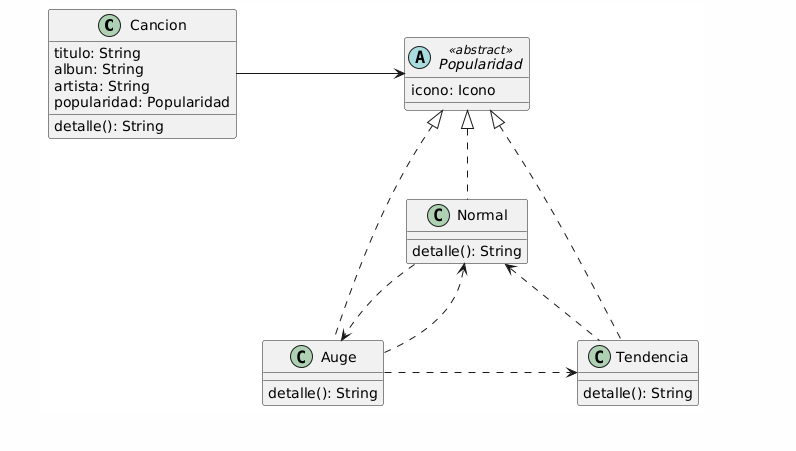 C Cancion
titulo: String
albun: String
artista: String
popularidad: Popularidad
detalle(): String
A «abstract»
Popularidad
icono: Icono
C Normal
detalle(): String
C Auge
detalle(): String
C Tendencia
detalle(): String